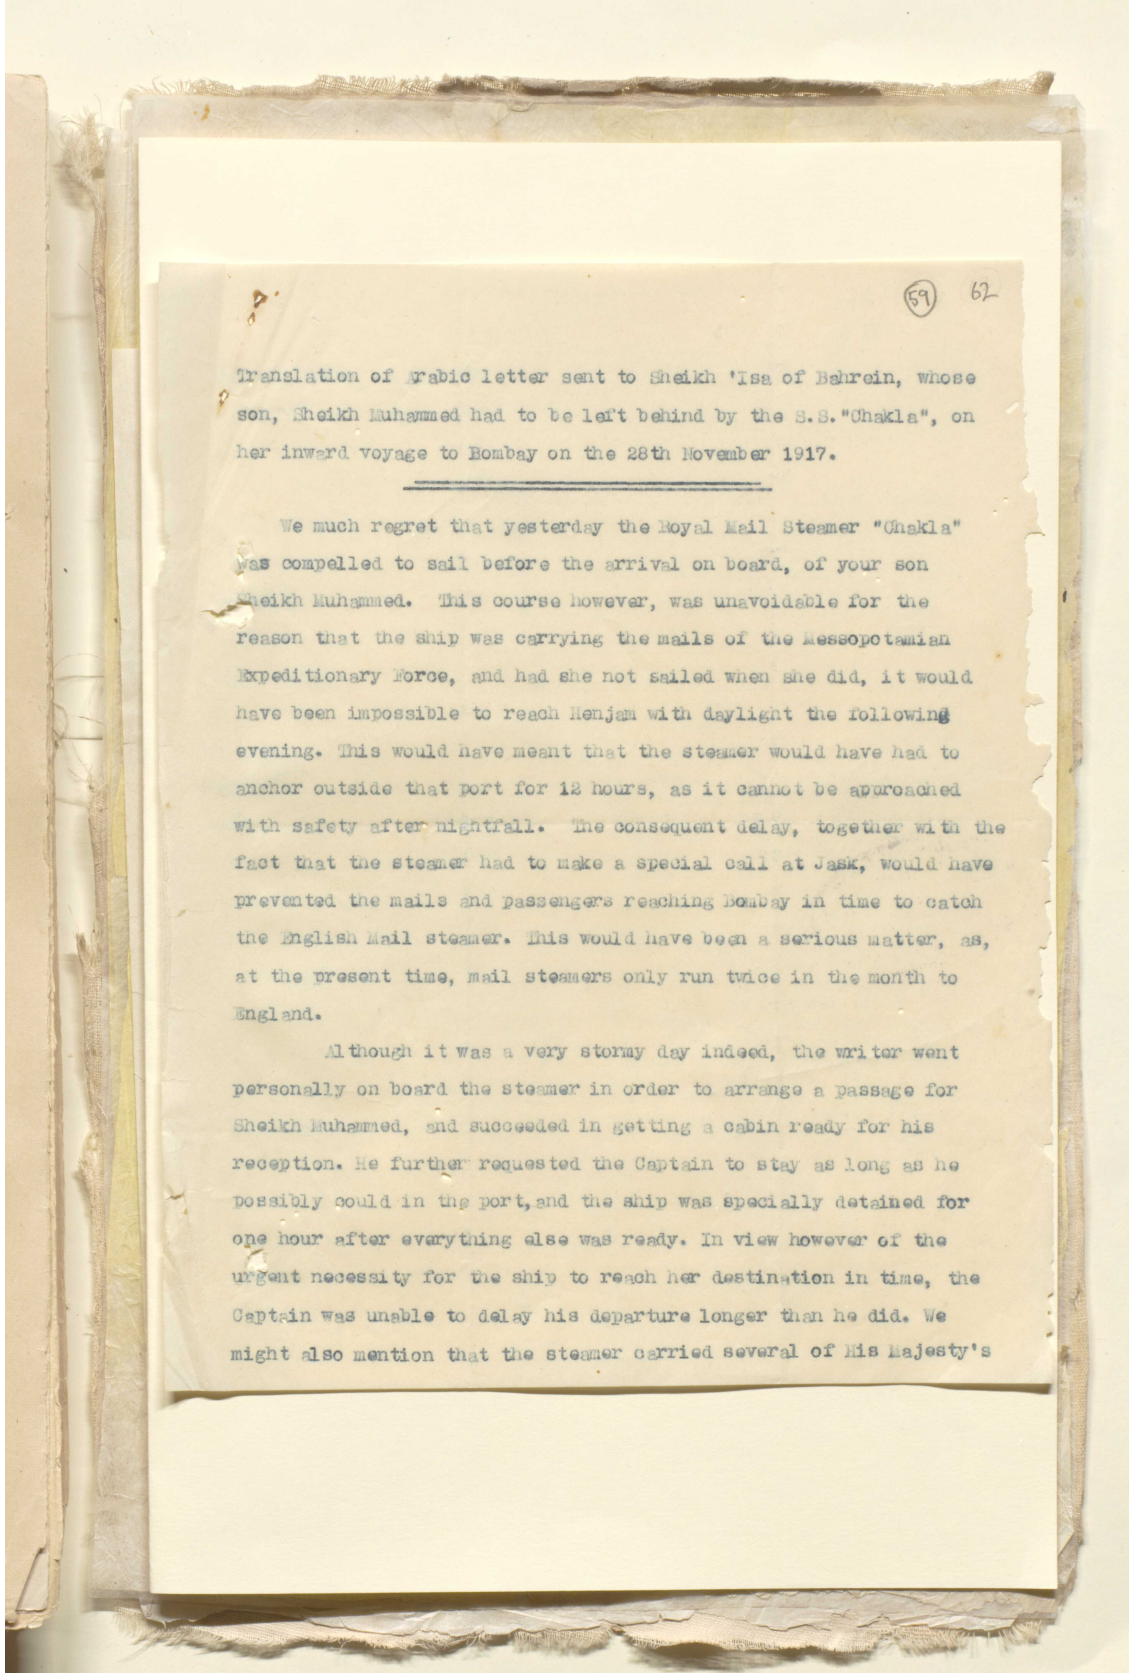 59 62
Translation of Arabic letter sent to Sheikh 'Isa of Bahrein, whose
son, Sheikh Muhammed had to be left behind by the S.S."Chakla", on
her inward voyage to Bombay on the 28th November 1917.
We much regret that yesterday the Royal Mail Steamer "Chakla"
was compelled to sail before the arrival on board, of your son
Sheikh Muhammed. This course however, was unavoidable for the
reason that the ship was carrying the mails of the Messopotamian
Expeditionary Force, and had she not sailed when she did, it would
have been impossible to reach Henjam with daylight the following
evening. This would have meant that the steamer would have had to
anchor outside that port for 12 hours, as it cannot be approached
with safety after nightfall. The consequent delay, together with the
fact that the steamer had to make a special call at Jask, would have
prevented the mails and passengers reaching Bombay in time to catch
the English Mail steamer. This would have been a serious matter, as,
at the present time, mail steamers only run twice in the month to
England.
Although it was a very stormy day indeed, the writer went
personally on board the steamer in order to arrange a passage for
Sheikh Muhammed, and succeeded in getting a cabin ready for his
reception. He further requested the Captain to stay as long as he
possibly could in the port, and the ship was specially detained for
one hour after everything else was ready. In view however of the
urgent necessity for the ship to reach her destination in time, the
Captain was unable to delay his departure longer than he did. We
might also mention that the steamer carried several of His Majesty's